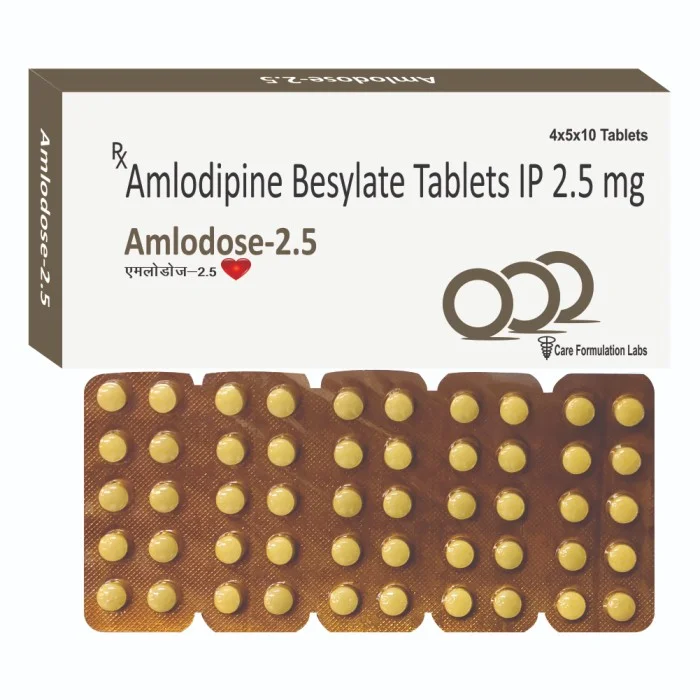 Amlodose-2.5
Amlodose-2.5
4x5x10 Tablets
Rx
Amlodipine Besylate Tablets IP 2.5 mg
Amlodose-2.5
एमलोडोज–2.5
Care Formulation Labs